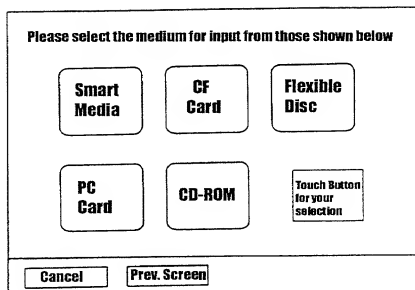 Please select the medium for input from those shown below
Smart
Media
CF
Card
Flexible
Disc
PC
Card
CD-ROM
Touch Button
for your
selection
Cancel
Prev. Screen